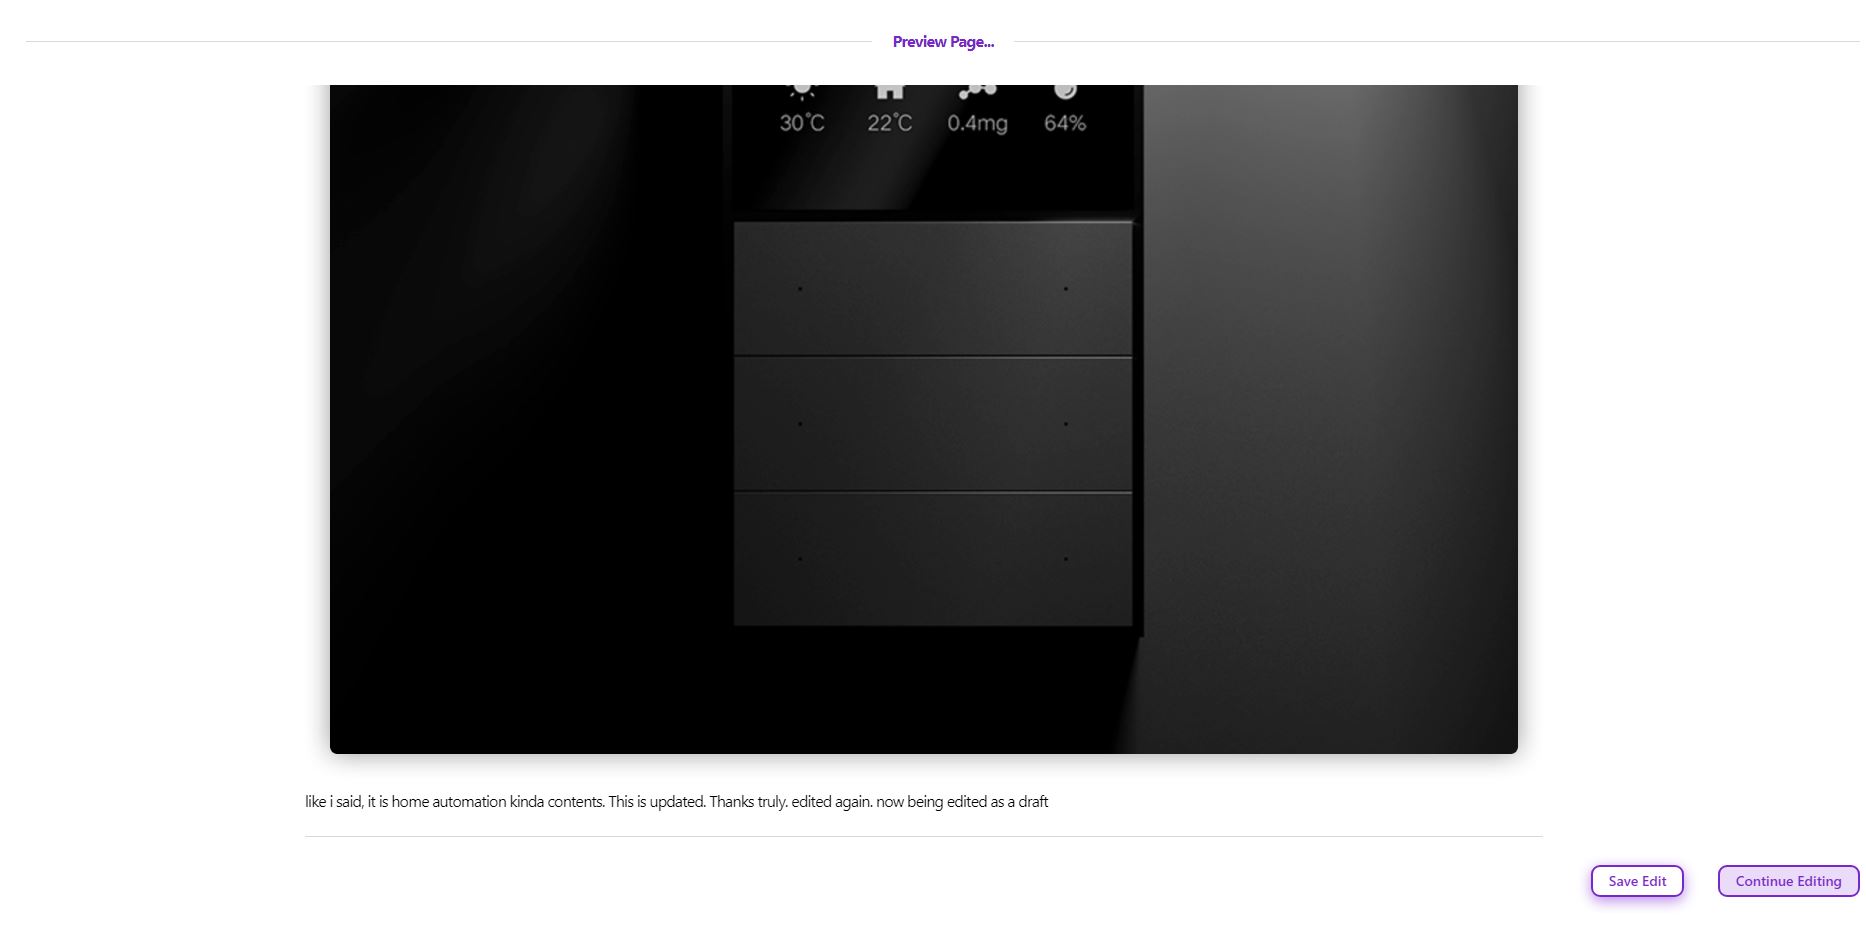 Preview Page...
30°C 22°C 0.4mg 64%
like i said, it is home automation kinda contents. This is updated. Thanks truly. edited again. now being edited as a draft
Save Edit Continue Editing